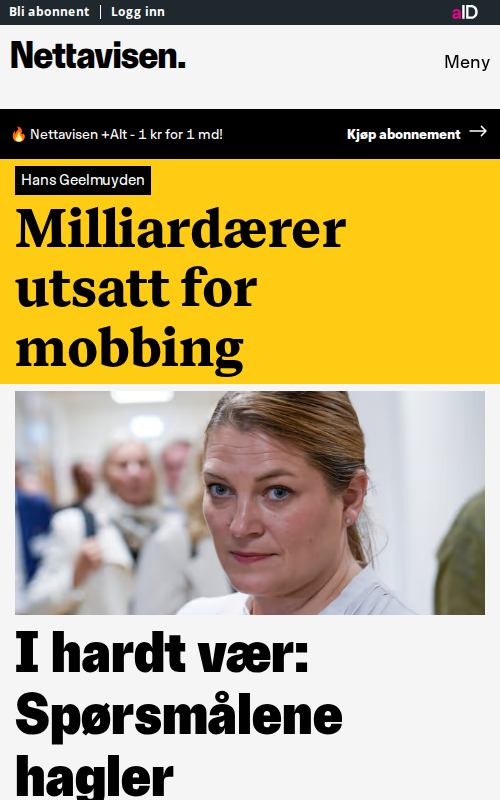 Bli abonnent | Logg inn
aID
Nettavisen.
Meny
🔥 Nettavisen +Alt - 1 kr for 1 md!
Kjøp abonnement →
Hans Geelmuyden
Milliardærer
utsatt for
mobbing
I hardt vær:
Spørsmålene
hagler